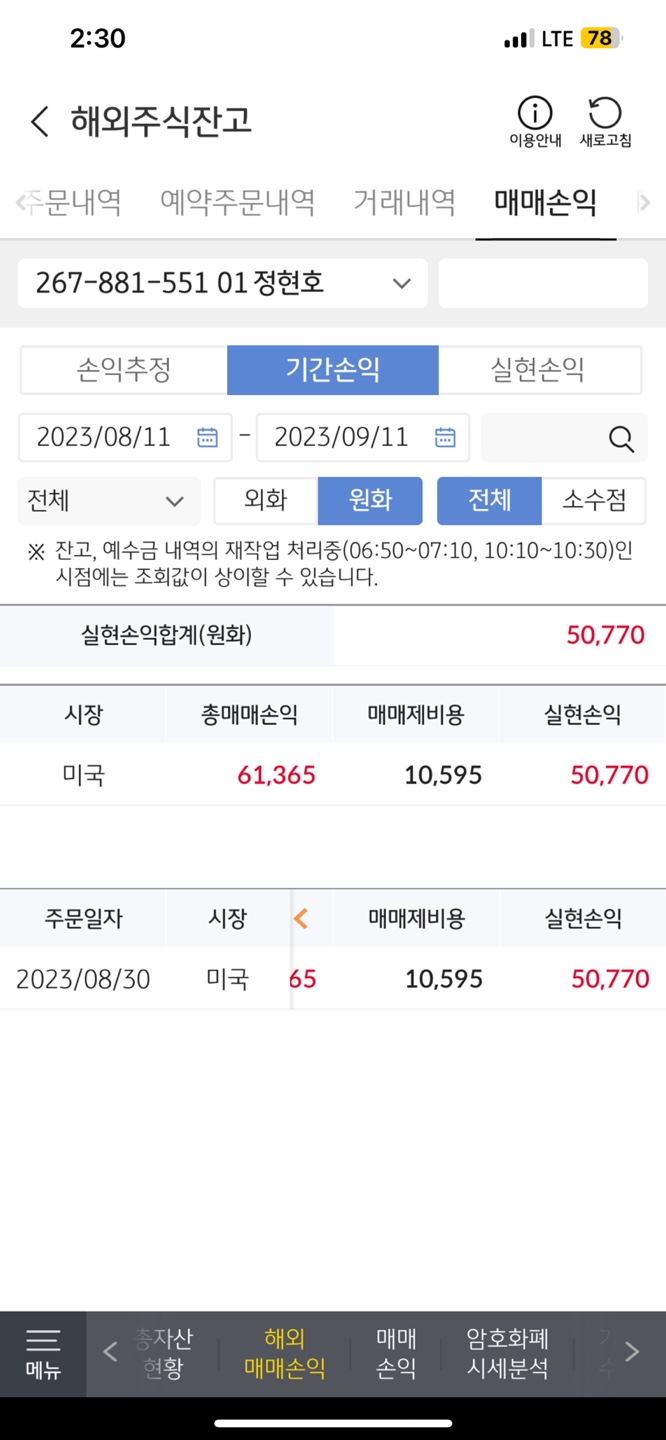 2:30
LTE 78
해외주식잔고
이용안내 새로고침
주문내역 예약주문내역 거래내역 매매손익
267-881-551 01 정현호
손익추정 기간손익 실현손익
2023/08/11 - 2023/09/11
전체 외화 원화 전체 소수점
※ 잔고, 예수금 내역의 재작업 처리중(06:50~07:10, 10:10~10:30)인
시점에는 조회값이 상이할 수 있습니다.
실현손익합계(원화) 50,770
시장 총매매손익 매매제비용 실현손익
미국 61,365 10,595 50,770
주문일자 시장 매매제비용 실현손익
2023/08/30 미국 65 10,595 50,770
메뉴
총자산
현황
해외
매매손익
매매
손익
암호화폐
시세분석